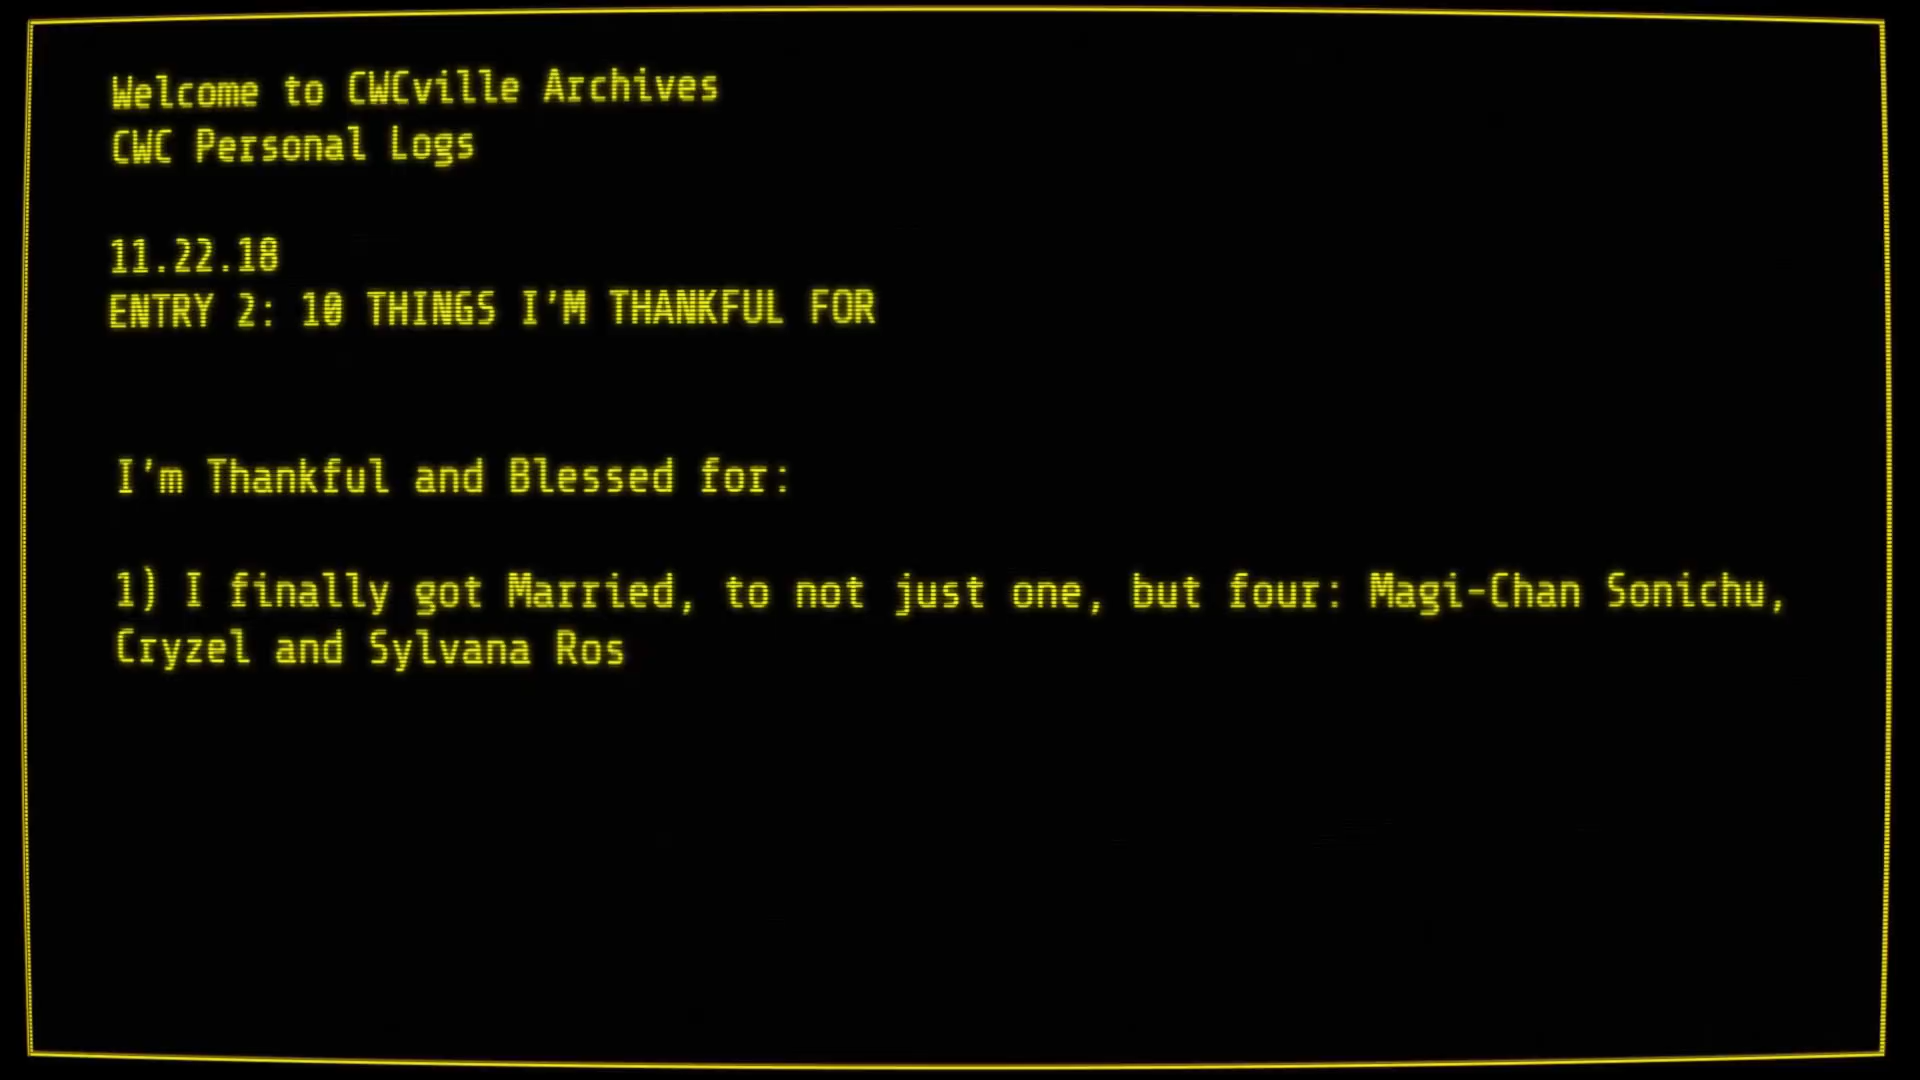 Welcome to CWCville Archives
CWC Personal Logs
11.22.18
ENTRY 2: 10 THINGS I'M THANKFUL FOR
I'm Thankful and Blessed for:
1) I finally got Married, to not just one, but four: Magi-Chan Sonichu,
Cryzel and Sylvana Ros